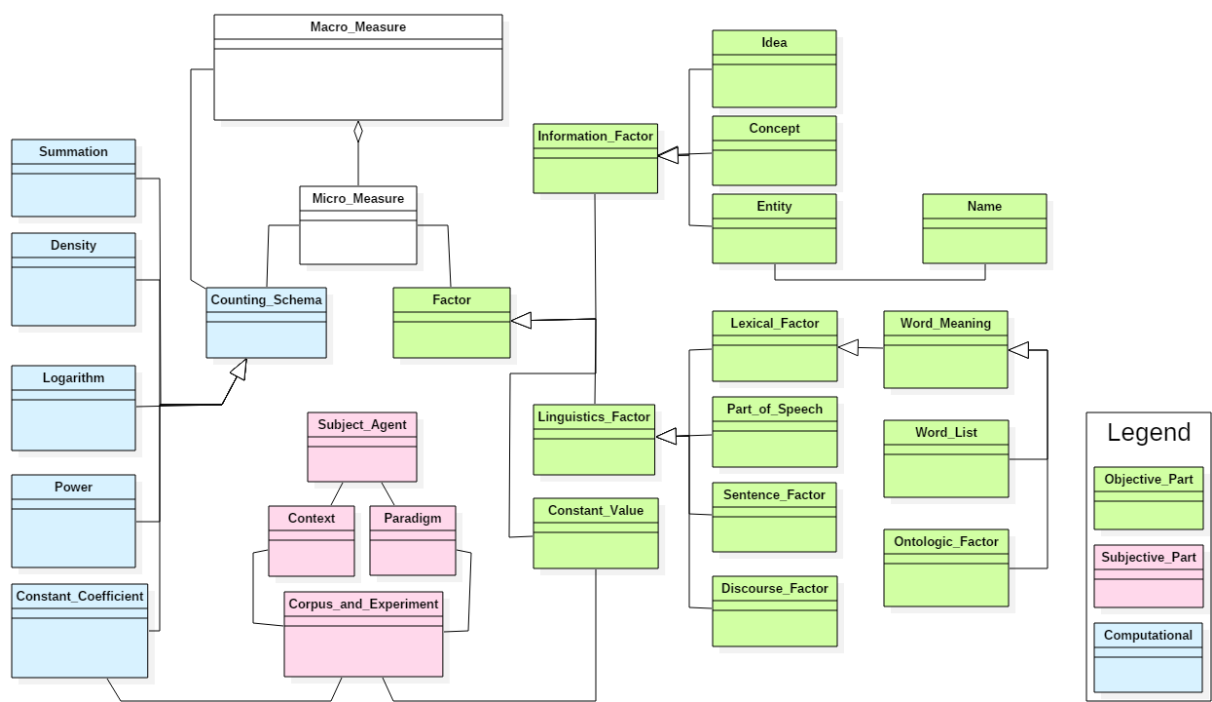 Macro_Measure
Micro_Measure
Summation
Density
Logarithm
Power
Constant_Coefficient
Counting_Schema
Factor
Subject_Agent
Context
Paradigm
Corpus_and_Experiment
Information_Factor
Linguistics_Factor
Constant_Value
Idea
Concept
Entity
Name
Lexical_Factor
Word_Meaning
Part_of_Speech
Word_List
Sentence_Factor
Ontologic_Factor
Discourse_Factor
Legend
Objective_Part
Subjective_Part
Computational